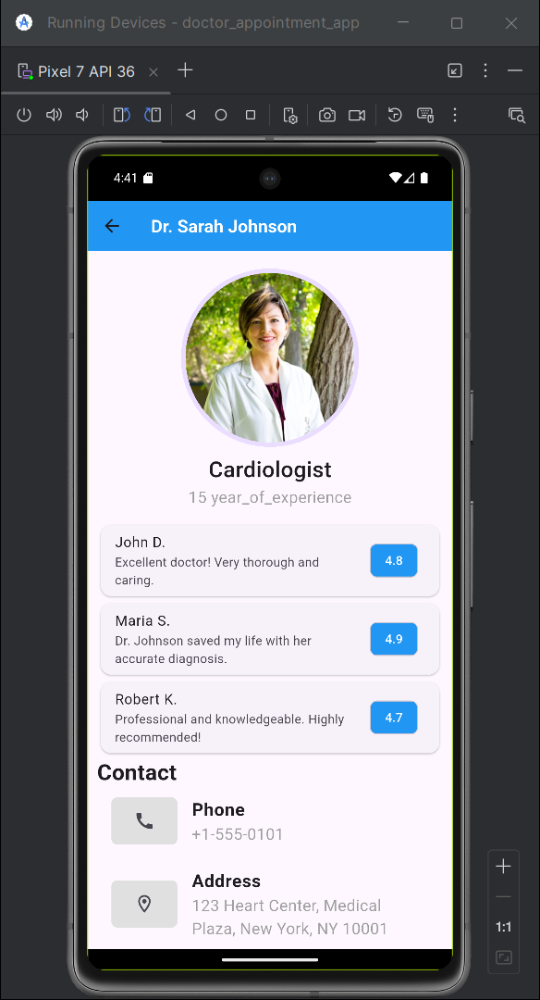 Running Devices - doctor_appointment_app
Pixel 7 API 36
4:41
Dr. Sarah Johnson
Cardiologist
15 year_of_experience
John D.
Excellent doctor! Very thorough and
caring.
4.8
Maria S.
Dr. Johnson saved my life with her
accurate diagnosis.
4.9
Robert K.
Professional and knowledgeable. Highly
recommended!
4.7
Contact
Phone
+1-555-0101
Address
123 Heart Center, Medical
Plaza, New York, NY 10001
1:1